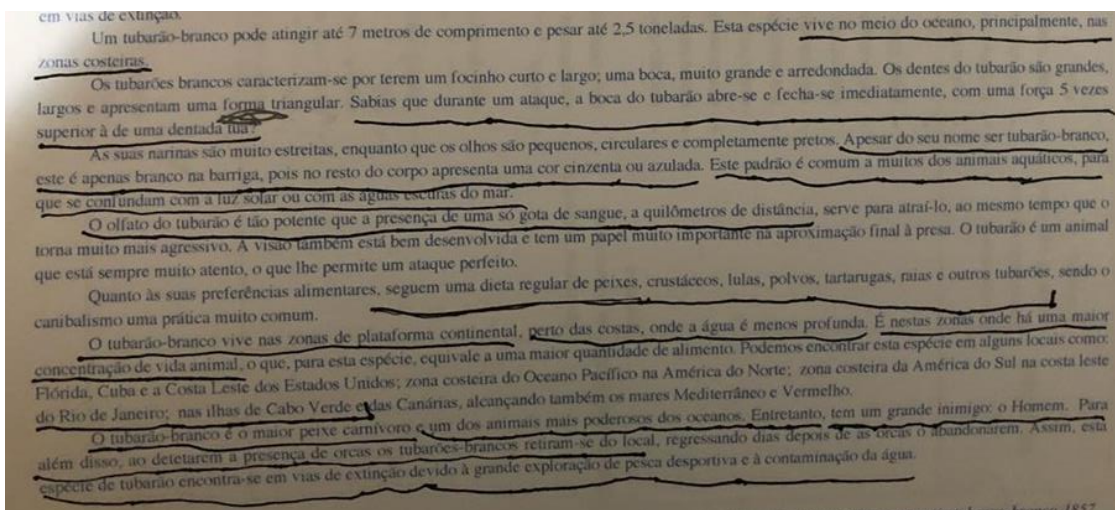 em vias de extinção.
Um tubarão-branco pode atingir até 7 metros de comprimento e pesar até 2,5 toneladas. Esta espécie vive no meio do oceano, principalmente, nas
zonas costeiras.
Os tubarões brancos caracterizam-se por terem um focinho curto e largo; uma boca, muito grande e arredondada. Os dentes do tubarão são grandes,
largos e apresentam uma forma triangular. Sabias que durante um ataque, a boca do tubarão abre-se e fecha-se imediatamente, com uma força 5 vezes
superior à de uma dentada tua?
As suas narinas são muito estreitas, enquanto que os olhos são pequenos, circulares e completamente pretos. Apesar do seu nome ser tubarão-branco,
este é apenas branco na barriga, pois no resto do corpo apresenta uma cor cinzenta ou azulada. Este padrão é comum a muitos dos animais aquáticos, para
que se confundam com a luz solar ou com as águas escuras do mar.
O olfato do tubarão é tão potente que a presença de uma só gota de sangue, a quilômetros de distância, serve para atraí-lo, ao mesmo tempo que o
torna muito mais agressivo. A visão também está bem desenvolvida e tem um papel muito importante na aproximação final à presa. O tubarão é um animal
que está sempre muito atento, o que lhe permite um ataque perfeito.
Quanto às suas preferências alimentares, seguem uma dieta regular de peixes, crustáceos, lulas, polvos, tartarugas, raias e outros tubarões, sendo o
canibalismo uma prática muito comum.
O tubarão-branco vive nas zonas de plataforma continental, perto das costas, onde a água é menos profunda. É nestas zonas onde há uma maior
concentração de vida animal, o que, para esta espécie, equivale a uma maior quantidade de alimento. Podemos encontrar esta espécie em alguns locais como:
Flórida, Cuba e a Costa Leste dos Estados Unidos; zona costeira do Oceano Pacífico na América do Norte; zona costeira da América do Sul na costa leste
do Rio de Janeiro; nas ilhas de Cabo Verde e das Canárias, alcançando também os mares Mediterrâneo e Vermelho.
O tubarão-branco é o maior peixe carnívoro e um dos animais mais poderosos dos oceanos. Entretanto, tem um grande inimigo: o Homem. Para
além disso, ao detetarem a presença de orcas os tubarões-brancos retiram-se do local, regressando dias depois de as orcas o abandonarem. Assim, está
espécie de tubarão encontra-se em vias de extinção devido à grande exploração de pesca desportiva e à contaminação da água.